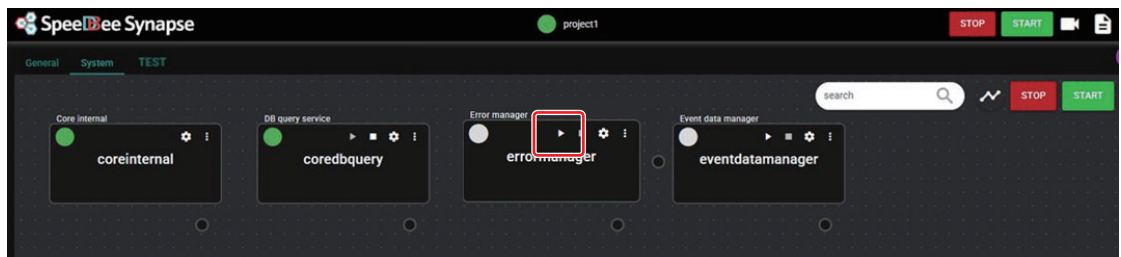 SpeeDBee Synapse
project1
STOP
START
General
System
TEST
search
STOP
START
Core internal
DB query service
Error manager
Event data manager
coreinternal
coredbquery
errormanager
eventdatamanager